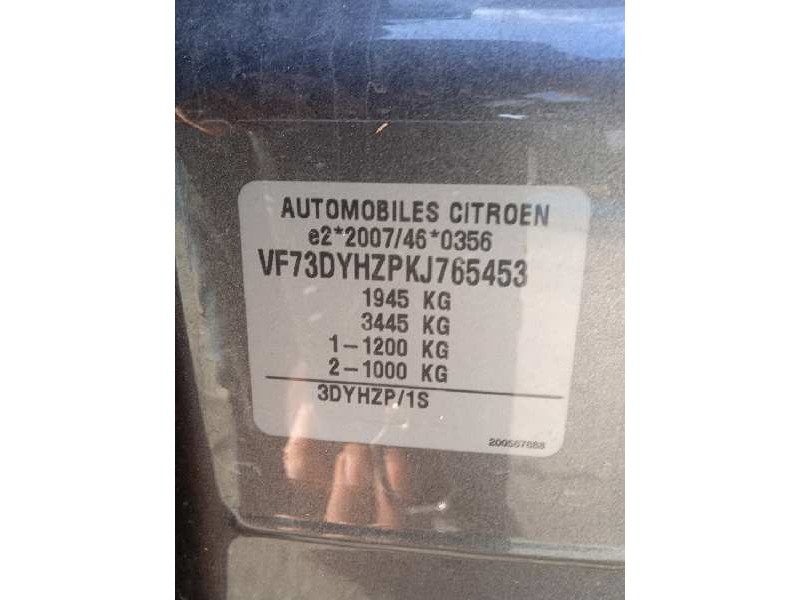 AUTOMOBILES CITROEN
e2*2007/46*0356
VF73DYHZPKJ765453
1945 KG
3445 KG
1-1200 KG
2-1000 KG
3DYHZP/1S
200567688